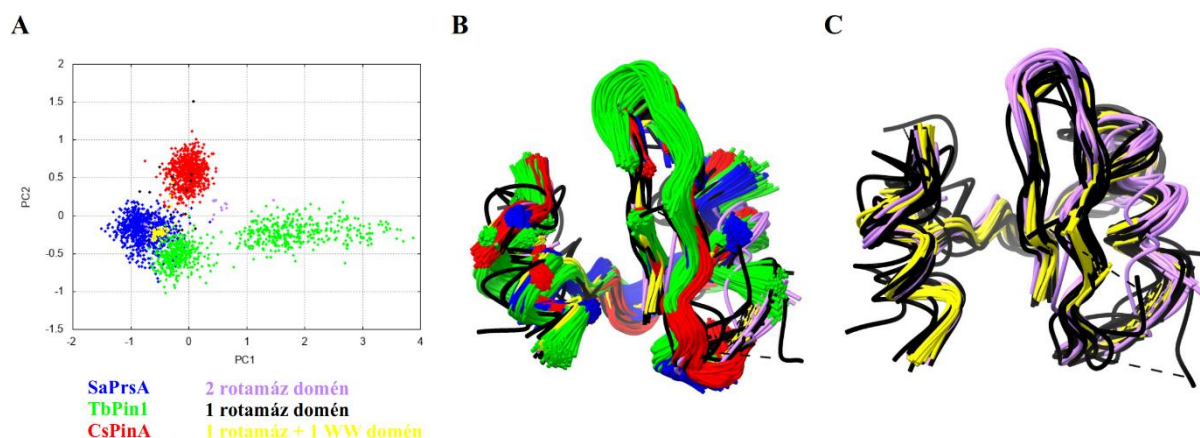 A
B
C
2
1.5
1
0.5
0
-0.5
-1
-1.5
PC2
-2
-1
0
1
2
3
4
PC1
SaPrsA
2 rotamáz domén
TbPin1
1 rotamáz domén
CsPinA
1 rotamáz + 1 WW domén